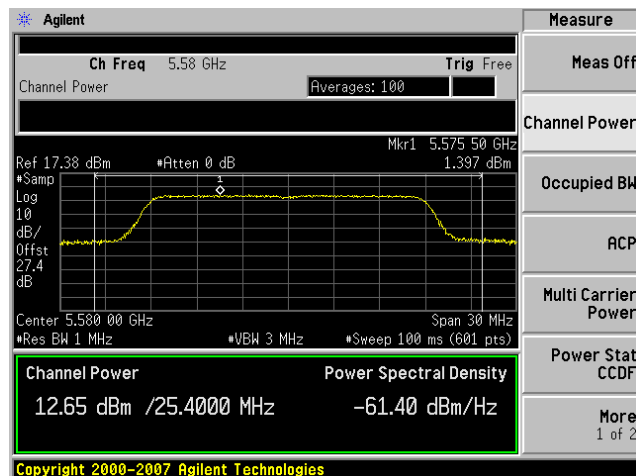 Agilent
Measure
Ch Freq 5.58 GHz Trig Free
Channel Power Averages: 100
Mkr1 5.575 50 GHz
Ref 17.38 dBm #Atten 0 dB 1.397 dBm
#Samp
Log
10
dB/
Offst
27.4
dB
1
Center 5.580 00 GHz Span 30 MHz
#Res BW 1 MHz #VBW 3 MHz #Sweep 100 ms (601 pts)
Channel Power Power Spectral Density
12.65 dBm /25.4000 MHz -61.40 dBm/Hz
Copyright 2000-2007 Agilent Technologies
Meas Off
Channel Power
Occupied BW
ACP
Multi Carrier
Power
Power Stat
CCDF
More
1 of 2